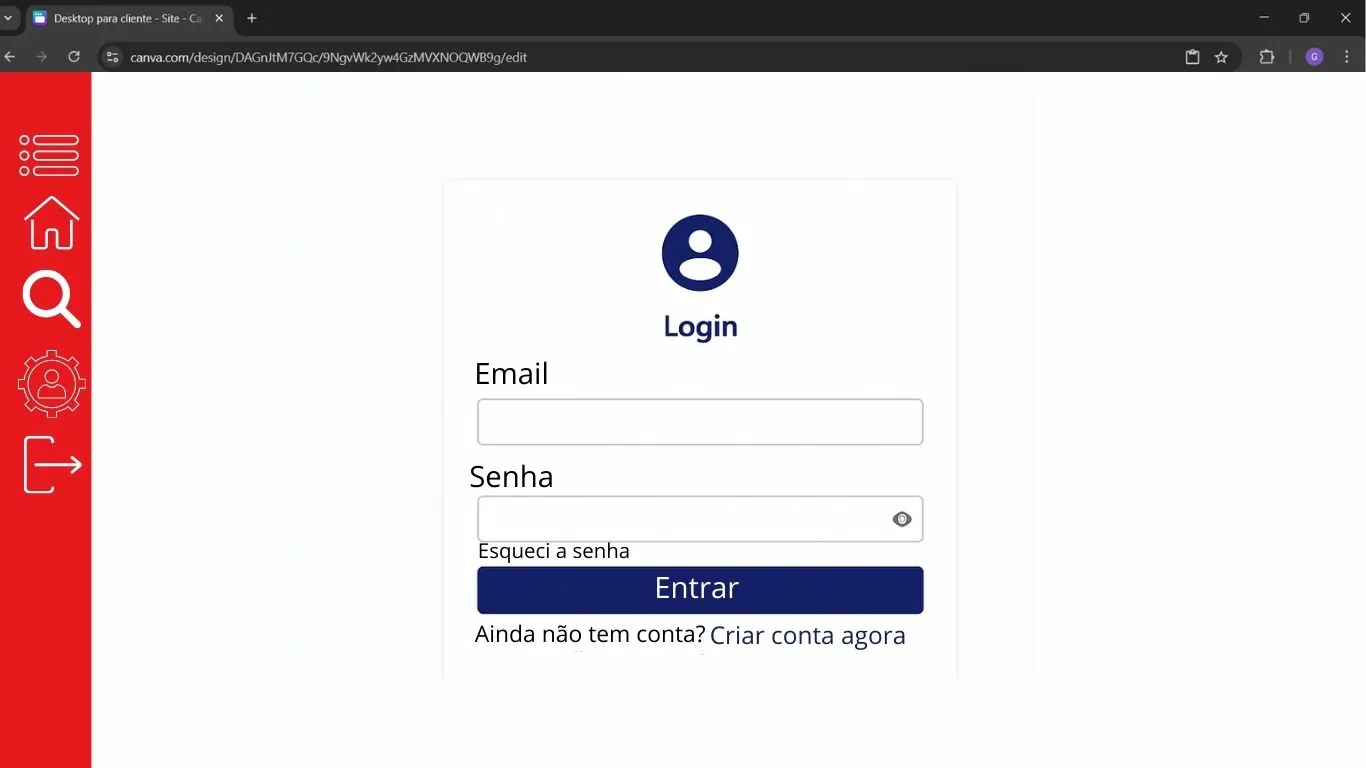 Desktop para cliente - Site - Ca
canva.com/design/DAGnJtM7GQc/9NgvWk2yw4GzMVXNOQWB9g/edit
G
Login
Email
Senha
Esqueci a senha
Entrar
Ainda não tem conta? Criar conta agora